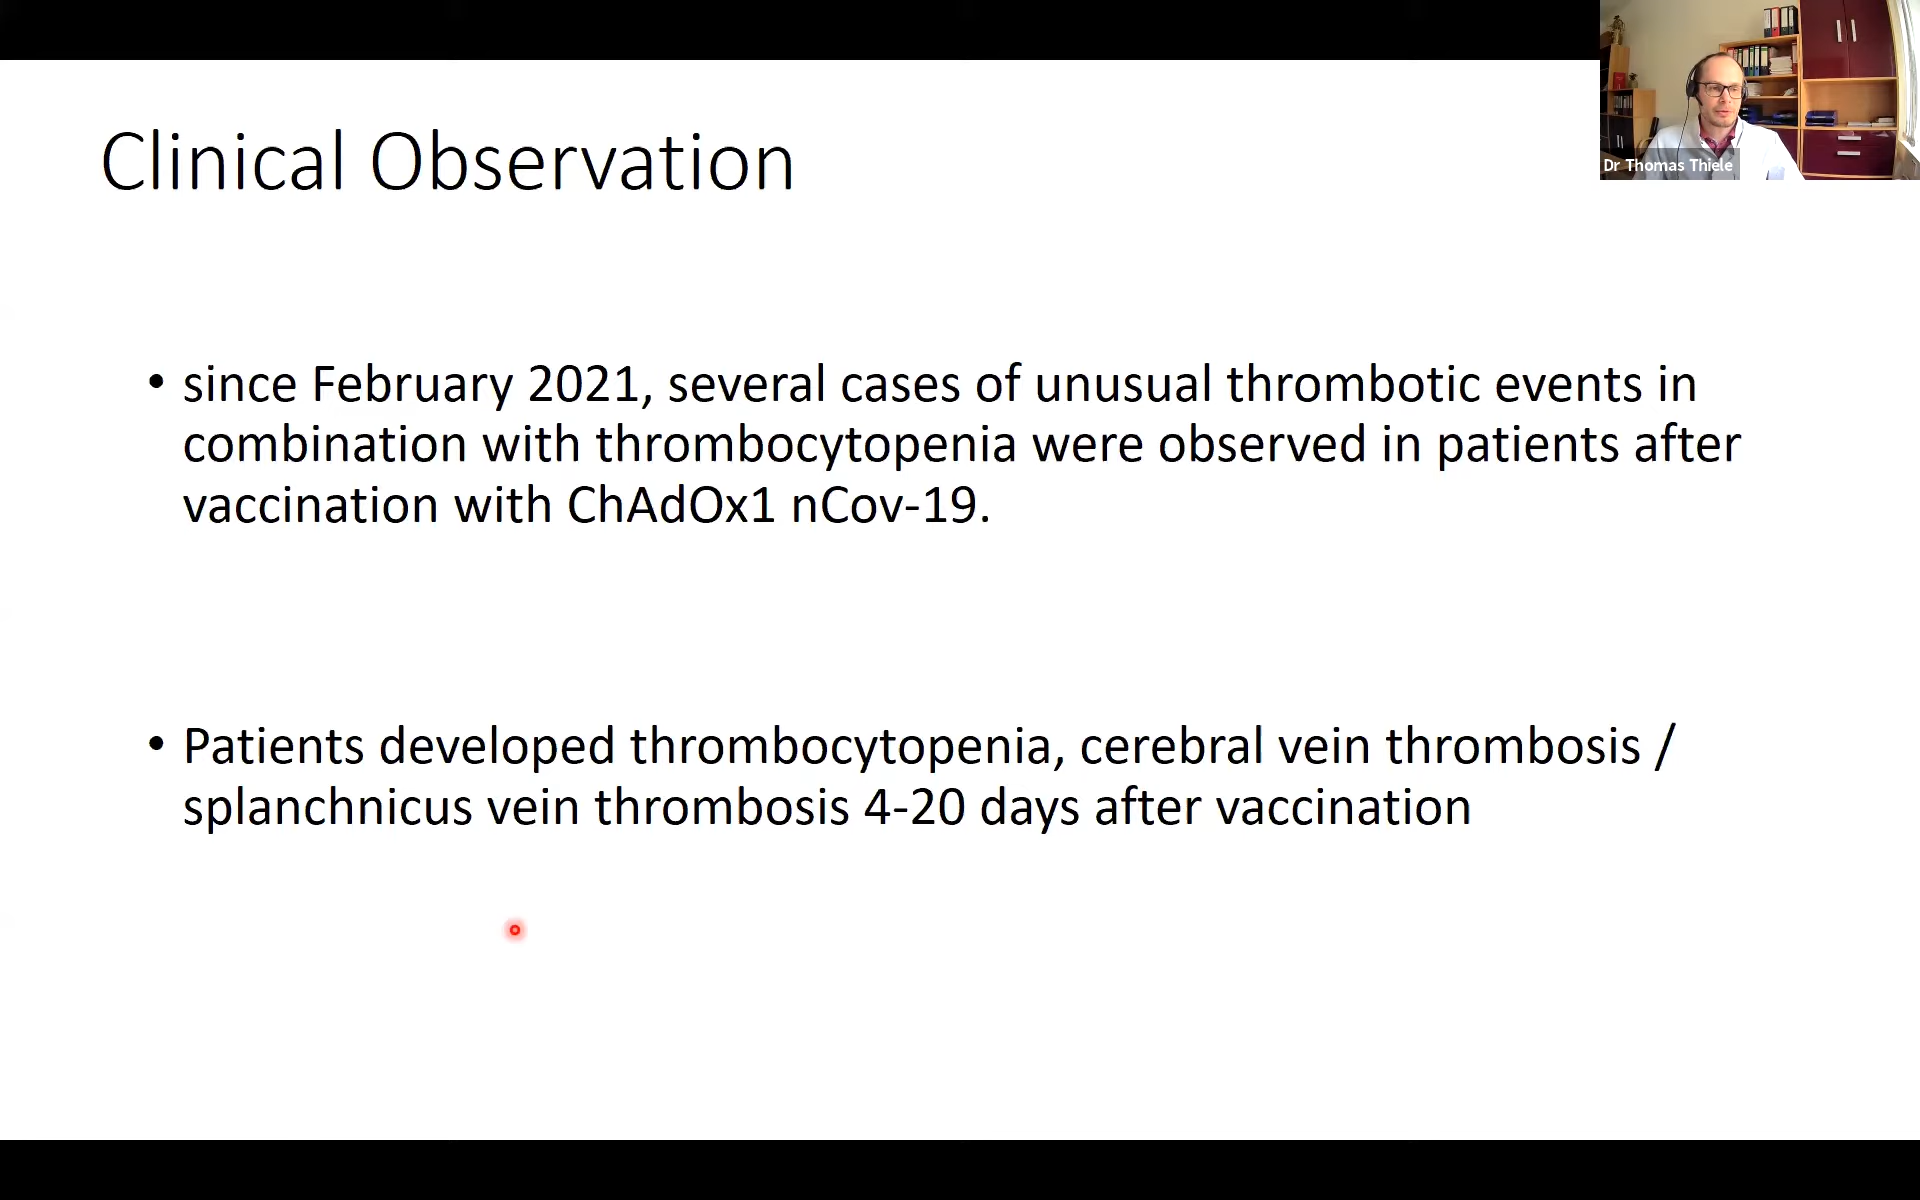 Clinical Observation
Dr Thomas Thiele
• since February 2021, several cases of unusual thrombotic events in
combination with thrombocytopenia were observed in patients after
vaccination with ChAdOx1 nCov-19.
• Patients developed thrombocytopenia, cerebral vein thrombosis /
splanchnicus vein thrombosis 4-20 days after vaccination